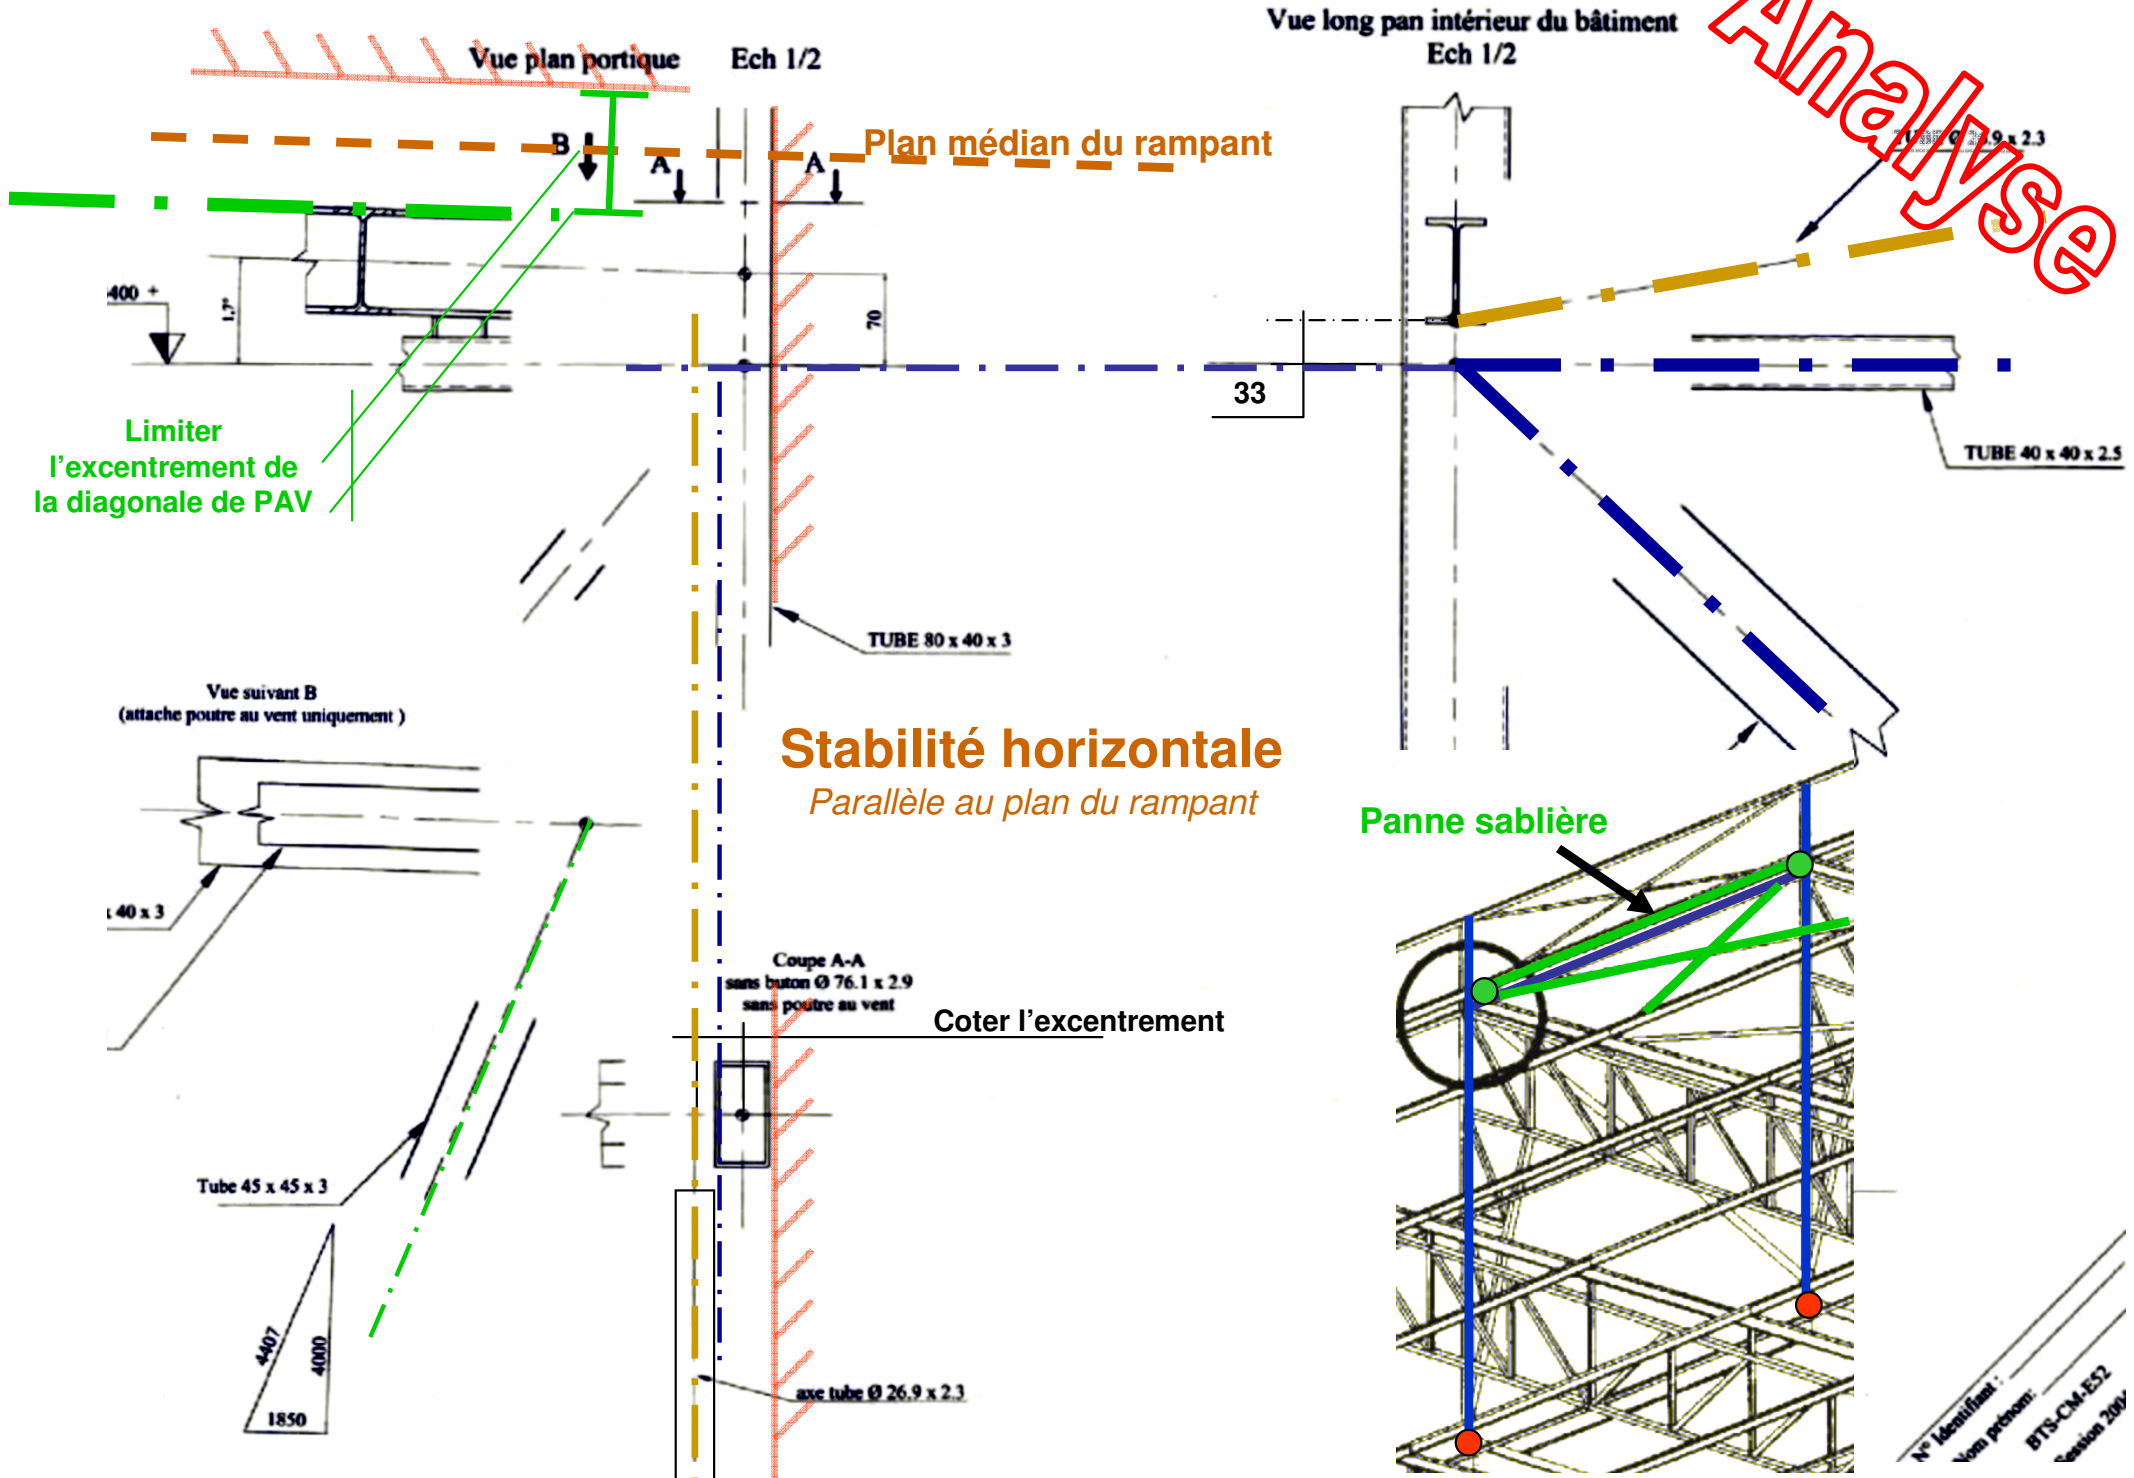 Vue long pan intérieur du bâtiment
Ech 1/2
Analyse
Vue plan portique
Ech 1/2
B
A
A
Plan médian du rampant
400 +
1,7°
70
33
TUBE 40 x 40 x 2.5
Limiter
l'excentrement de
la diagonale de PAV
TUBE 80 x 40 x 3
Vue suivant B
(attache poutre au vent uniquement )
Stabilité horizontale
Parallèle au plan du rampant
Panne sablière
40 x 3
Coupe A-A
sans buton Ø 76.1 x 2.9
sans poutre au vent
Coter l'excentrement
Tube 45 x 45 x 3
4407
4000
1850
axe tube Ø 26.9 x 2.3
N° Identifiant :
Nom prénom:
BTS-CM-E52
Session 200